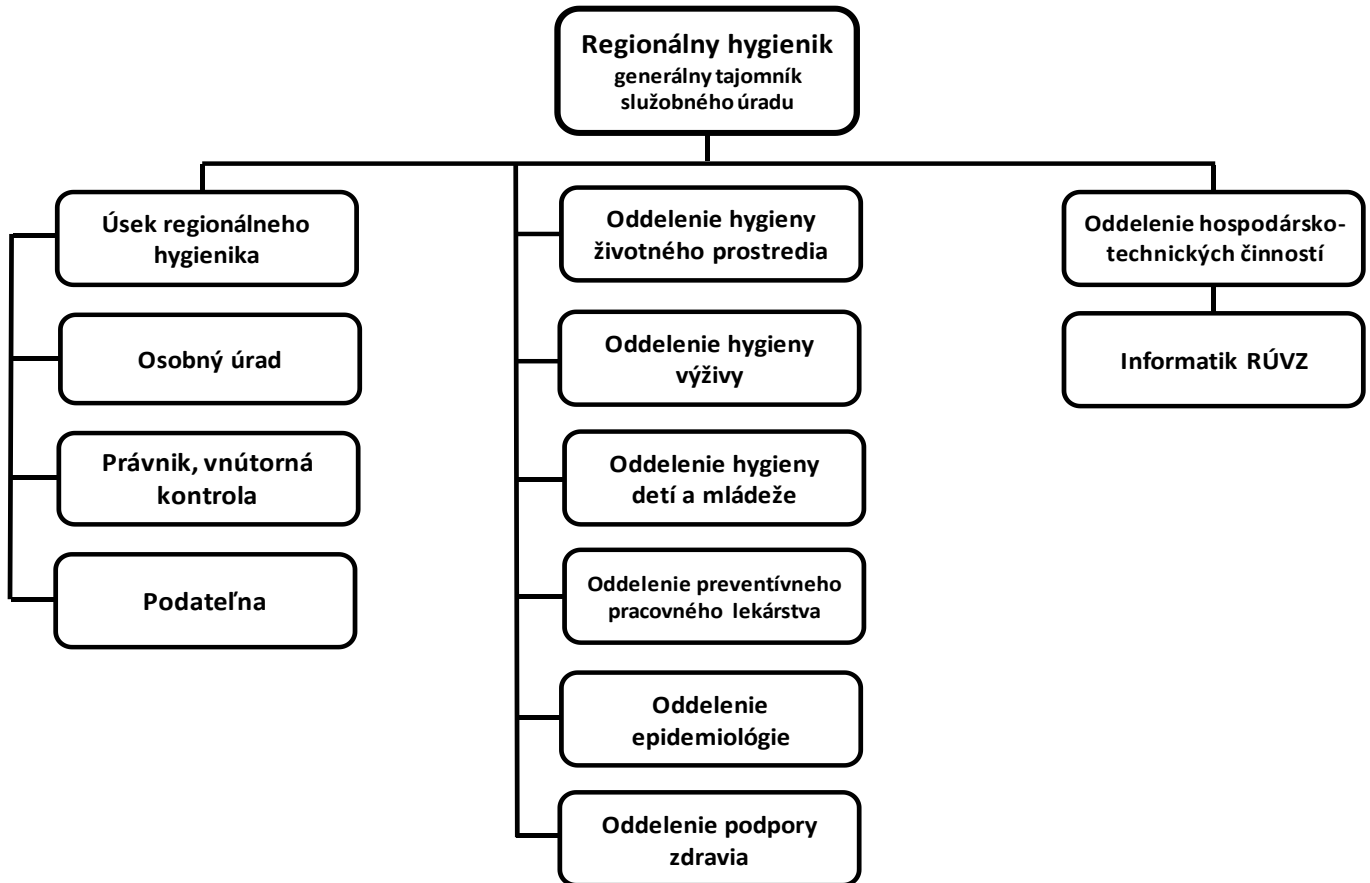 Regionálny hygienik
generálny tajomník
služobného úradu
Úsek regionálneho
hygienika
Osobný úrad
Právnik, vnútorná
kontrola
Podateľna
Oddelenie hygieny
životného prostredia
Oddelenie hygieny
výživy
Oddelenie hygieny
detí a mládeže
Oddelenie preventívneho
pracovného lekárstva
Oddelenie
epidemiológie
Oddelenie podpory
zdravia
Oddelenie hospodársko-
technických činností
Informatik RÚVZ